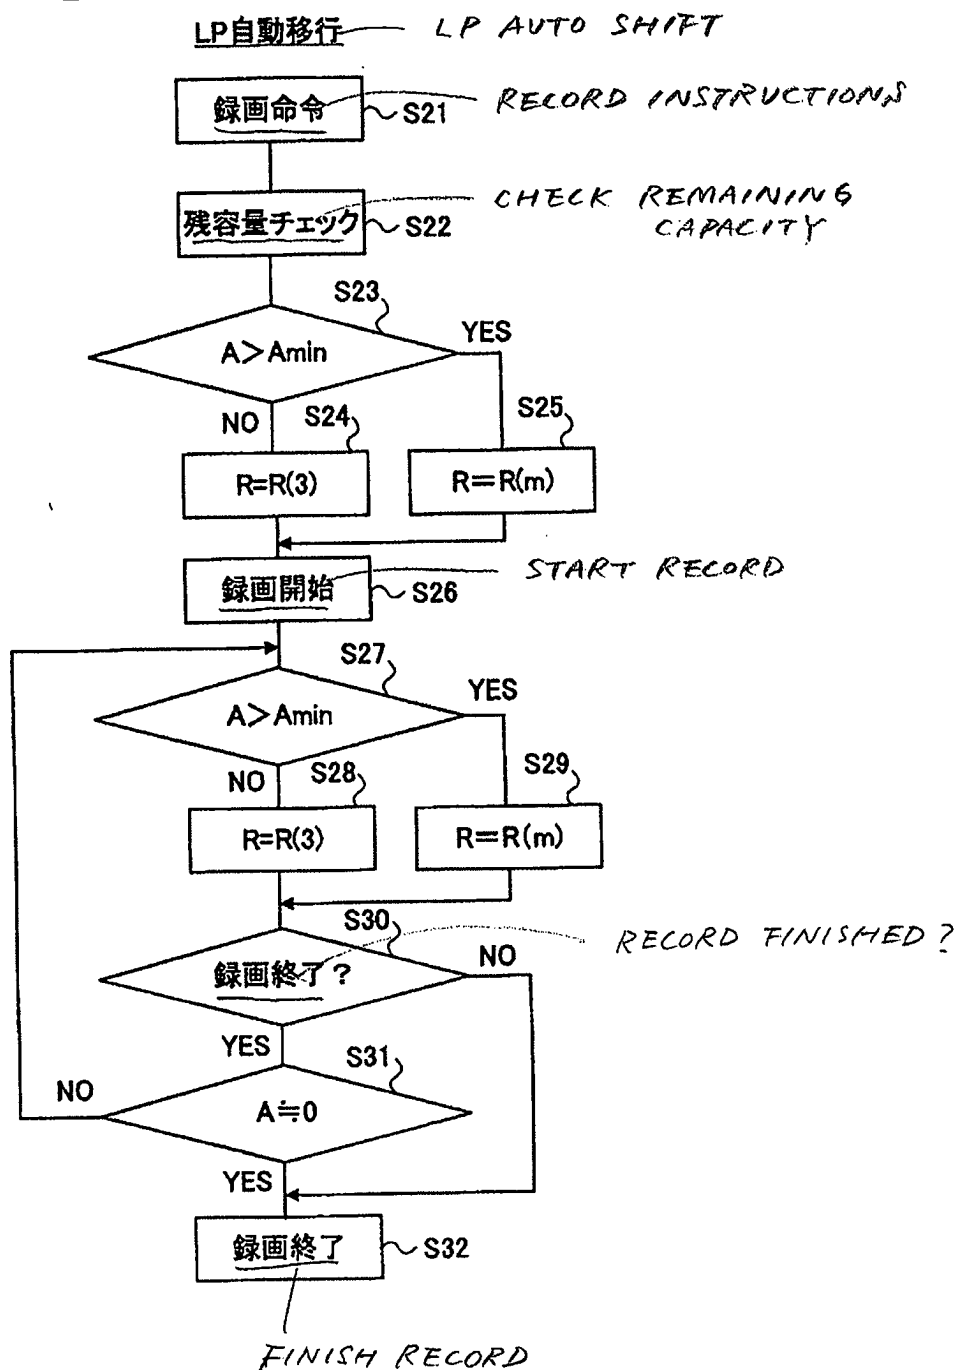 LP自動移行 LP AUTO SHIFT
録画命令 S21 RECORD INSTRUCTIONS
残容量チェック S22 CHECK REMAINING
CAPACITY
S23
A>Amin YES
NO S24 S25
R=R(3) R=R(m)
録画開始 S26 START RECORD
S27
A>Amin YES
NO S28 S29
R=R(3) R=R(m)
S30
録画終了? NO RECORD FINISHED?
YES S31
NO A≒0
YES
録画終了 S32
FINISH RECORD